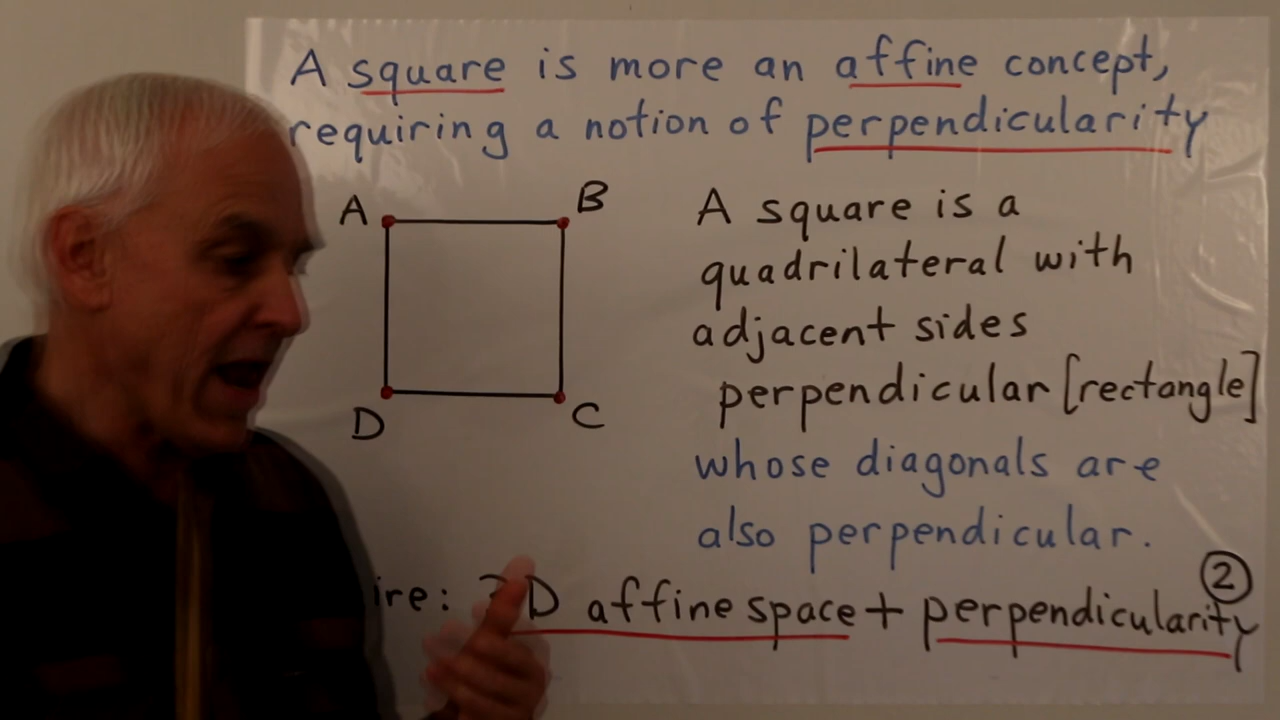 A square is more an affine concept,
requiring a notion of perpendicularity
A
B
D
C
A square is a
quadrilateral with
adjacent sides
perpendicular [rectangle]
whose diagonals are
also perpendicular.
2
D affine space + perpendicularity